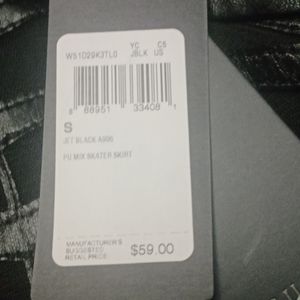 W51D29K3TL0 YC C5
JBLK US
8 88951 33408 1
S
JET BLACK A996
PU MIX SKATER SKIRT
MANUFACTURER'S
SUGGESTED
RETAIL PRICE
$59.00